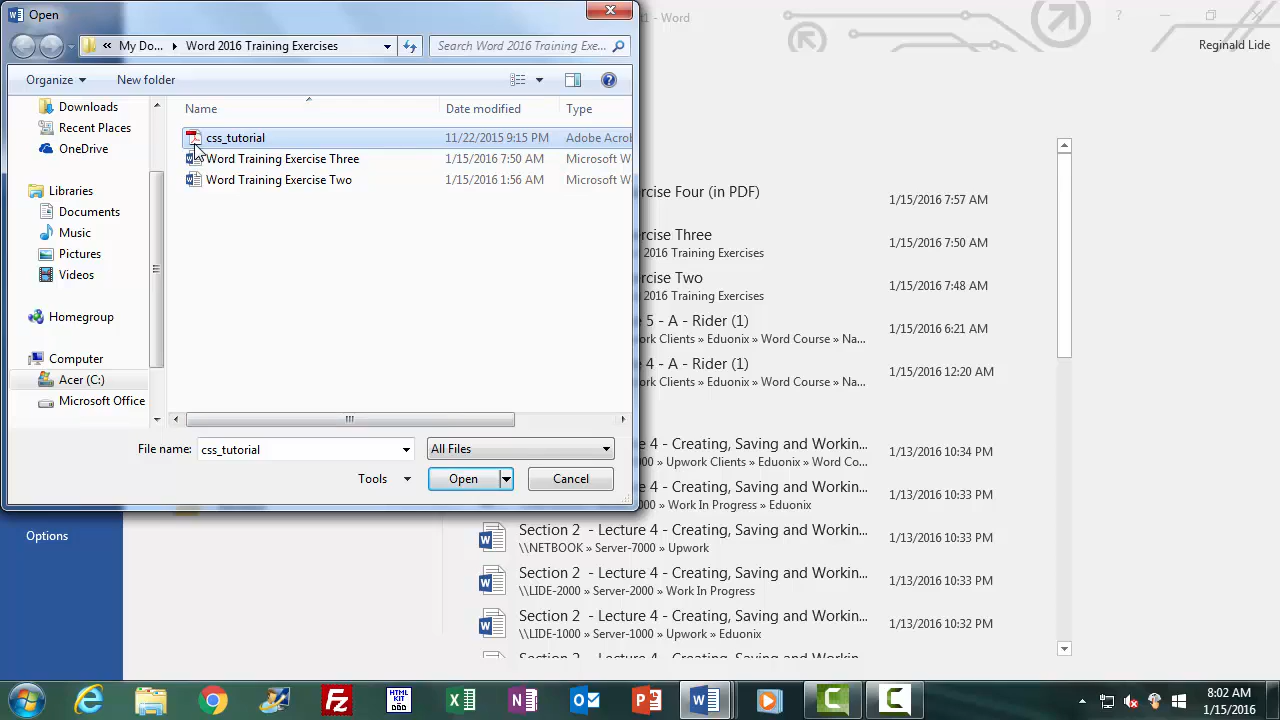 Open
1 - Word
?
« My Do... Word 2016 Training Exercises
Search Word 2016 Training Exe...
Reginald Lide
Organize
New folder
Name
Date modified
Type
Downloads
Recent Places
OneDrive
Libraries
Documents
Music
Pictures
Videos
Homegroup
Computer
Acer (C:)
Microsoft Office
css_tutorial 11/22/2015 9:15 PM Adobe Acrol
Word Training Exercise Three 1/15/2016 7:50 AM Microsoft W
Word Training Exercise Two 1/15/2016 1:56 AM Microsoft W
File name: css_tutorial
All Files
Tools
Open
Cancel
rcise Four (in PDF)
1/15/2016 7:57 AM
rcise Three
2016 Training Exercises
1/15/2016 7:50 AM
rcise Two
2016 Training Exercises
1/15/2016 7:48 AM
e 5 - A - Rider (1)
ork Clients » Eduonix » Word Course » Na...
1/15/2016 6:21 AM
e 4 - A - Rider (1)
ork Clients » Eduonix » Word Course » Na...
1/15/2016 12:20 AM
e 4 - Creating, Saving and Workin...
000 » Upwork Clients » Eduonix » Word Co...
1/13/2016 10:34 PM
e 4 - Creating, Saving and Workin...
000 » Work In Progress » Eduonix
1/13/2016 10:33 PM
Section 2 - Lecture 4 - Creating, Saving and Workin...
\\NETBOOK » Server-7000 » Upwork
1/13/2016 10:33 PM
Section 2 - Lecture 4 - Creating, Saving and Workin...
\\LIDE-2000 » Server-2000 » Work In Progress
1/13/2016 10:33 PM
Section 2 - Lecture 4 - Creating, Saving and Workin...
\\LIDE-1000 » Server-1000 » Upwork » Eduonix
1/13/2016 10:32 PM
Section 2 - Lecture 4 - Creating, Saving and Workin...
Options
HTML
KIT
8:02 AM
1/15/2016